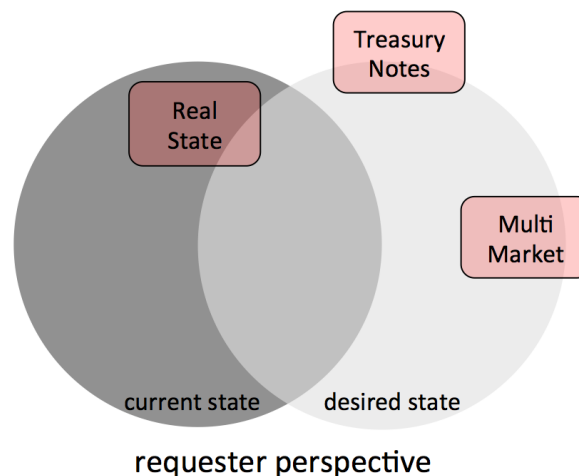 Treasury
Notes
Real
State
Multi
Market
current state
desired state
requester perspective